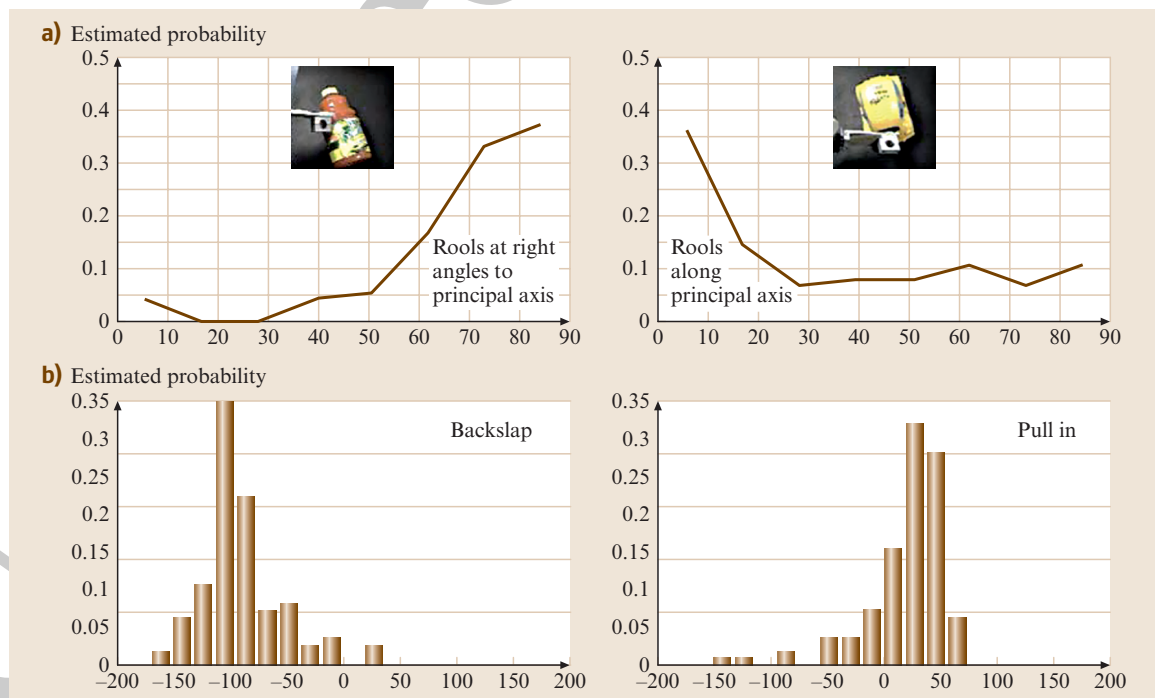 a) Estimated probability
0.5
0.4
0.3
0.2
0.1
0
Rools at right
angles to
principal axis
0 10 20 30 40 50 60 70 80 90
0.5
0.4
0.3
0.2
0.1
0
Rools
along
principal axis
0 10 20 30 40 50 60 70 80 90
b) Estimated probability
0.35
0.3
0.25
0.2
0.15
0.1
0.05
0
Backslap
−200 −150 −100 −50 0 50 100 150 200
0.35
0.3
0.25
0.2
0.15
0.1
0.05
0
Pull in
−200 −150 −100 −50 0 50 100 150 200